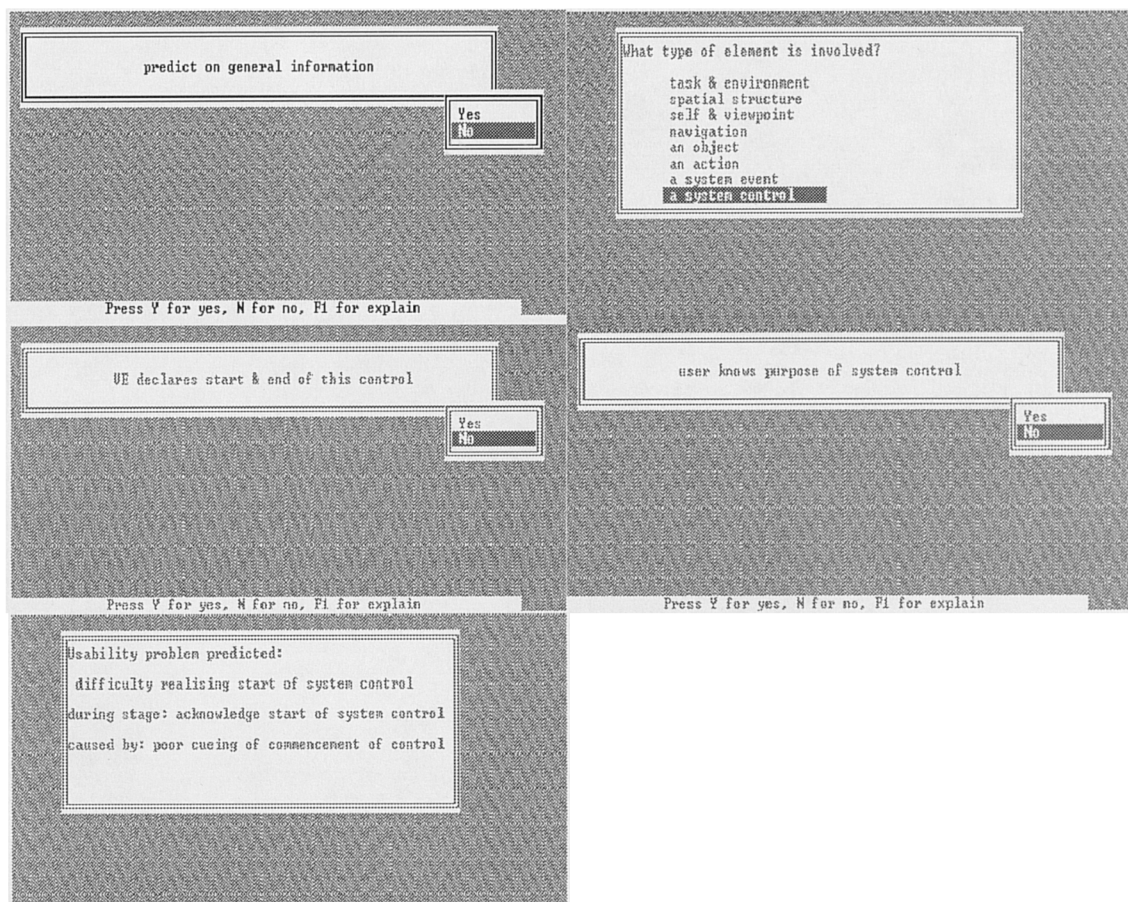 predict on general information
Yes
No
Press Y for yes, N for no, F1 for explain
What type of element is involved?
task & environment
spatial structure
self & viewpoint
navigation
an object
an action
a system event
a system control
VE declares start & end of this control
Yes
No
Press Y for yes, N for no, F1 for explain
user knows purpose of system control
Yes
No
Press Y for yes, N for no, F1 for explain
Usability problem predicted:
difficulty realising start of system control
during stage: acknowledge start of system control
caused by: poor cueing of commencement of control